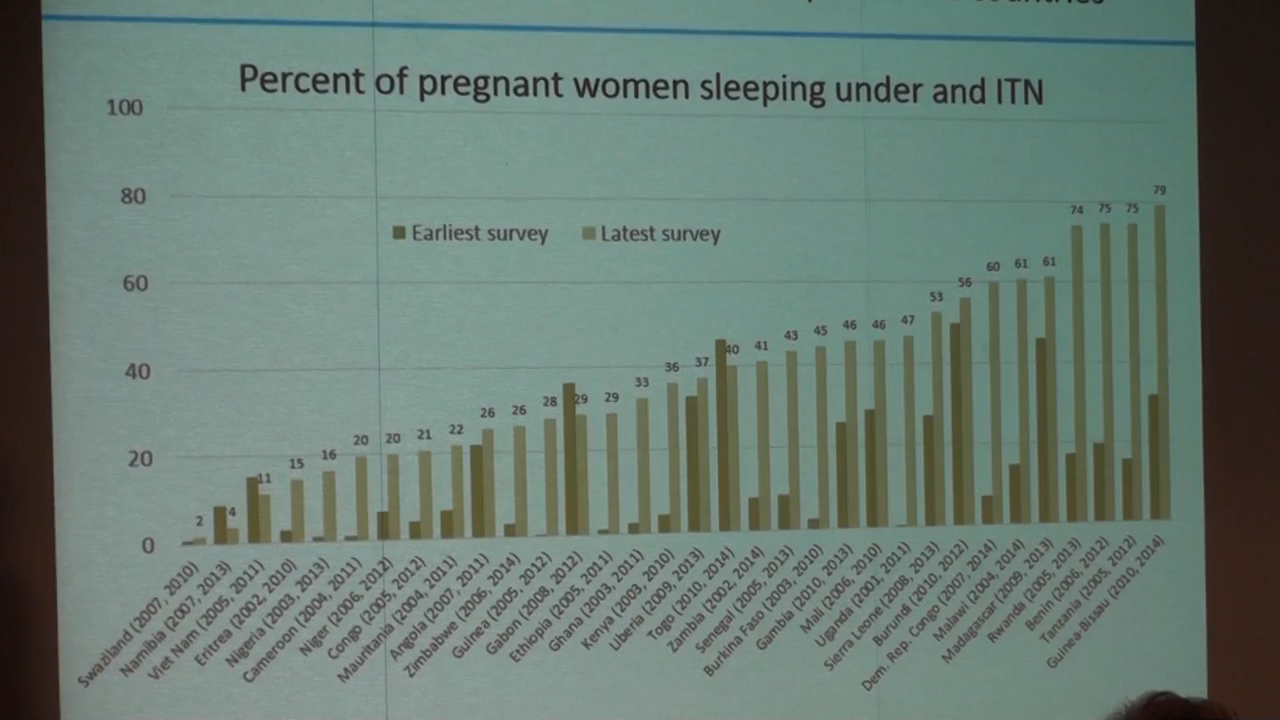 Percent of pregnant women sleeping under and ITN
100
80
60
40
20
0
Earliest survey
Latest survey
2
4
11
15
16
20
20
21
22
26
26
28
29
29
33
36
37
40
41
43
45
46
46
47
53
56
60
61
61
74
75
75
79
Swaziland (2007, 2010)
Namibia (2007, 2013)
Viet Nam (2005, 2011)
Eritrea (2002, 2010)
Nigeria (2003, 2013)
Cameroon (2004, 2011)
Niger (2006, 2012)
Congo (2005, 2012)
Mauritania (2004, 2011)
Angola (2007, 2011)
Zimbabwe (2006, 2014)
Guinea (2005, 2012)
Gabon (2008, 2012)
Ethiopia (2005, 2011)
Ghana (2003, 2011)
Kenya (2003, 2010)
Liberia (2009, 2013)
Togo (2010, 2014)
Zambia (2002, 2014)
Senegal (2005, 2013)
Burkina Faso (2003, 2010)
Gambia (2010, 2013)
Mali (2006, 2010)
Uganda (2001, 2011)
Sierra Leone (2008, 2013)
Burundi (2010, 2012)
Dem. Rep. Congo (2007, 2014)
Malawi (2004, 2014)
Madagascar (2009, 2013)
Rwanda (2005, 2013)
Benin (2006, 2012)
Tanzania (2005, 2012)
Guinea-Bissau (2010, 2014)